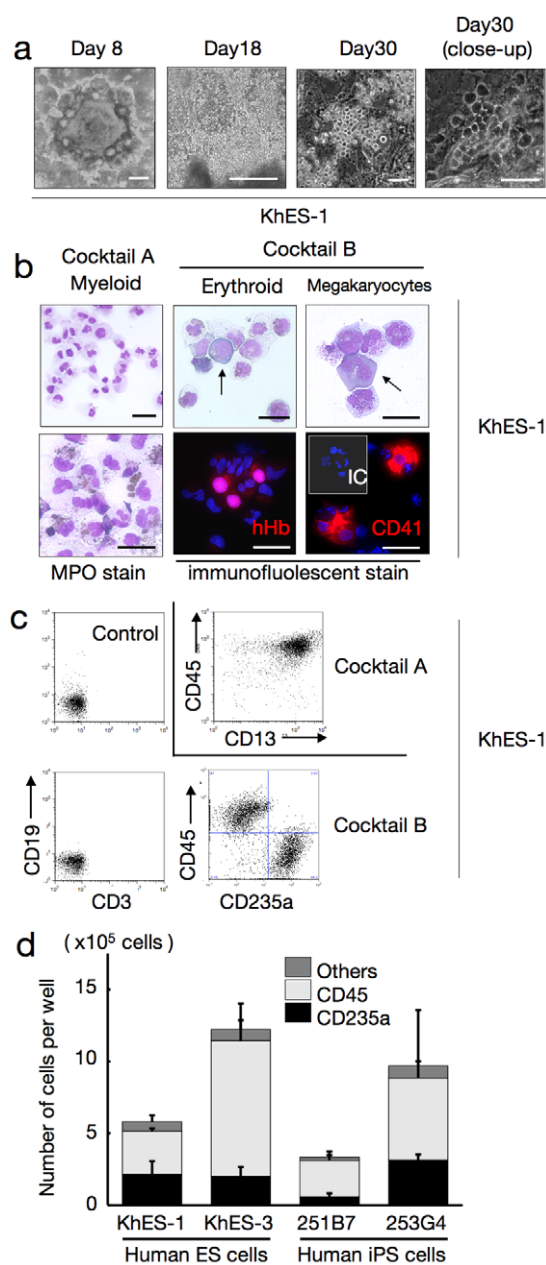 a
Day 8
Day18
Day30
Day30
(close-up)
KhES-1
b
Cocktail A
Myeloid
Cocktail B
Erythroid
Megakaryocytes
KhES-1
hHb
IC
CD41
MPO stain
immunofluolescent stain
c
Control
CD45
CD13
Cocktail A
KhES-1
CD19
CD3
CD45
CD235a
Cocktail B
d
(x10⁵ cells)
Number of cells per well
15
10
5
0
Others
CD45
CD235a
KhES-1
KhES-3
251B7
253G4
Human ES cells
Human iPS cells